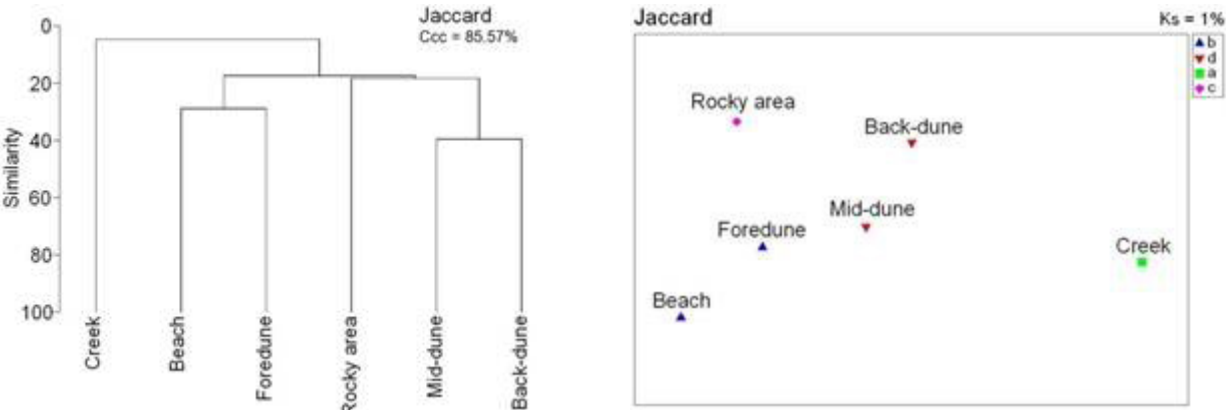 Jaccard
Ccc = 85.57%
0
20
40
60
80
100
Similarity
Creek
Beach
Foredune
Rocky area
Mid-dune
Back-dune
Jaccard
Ks = 1%
b
d
a
c
Rocky area
Back-dune
Mid-dune
Foredune
Creek
Beach